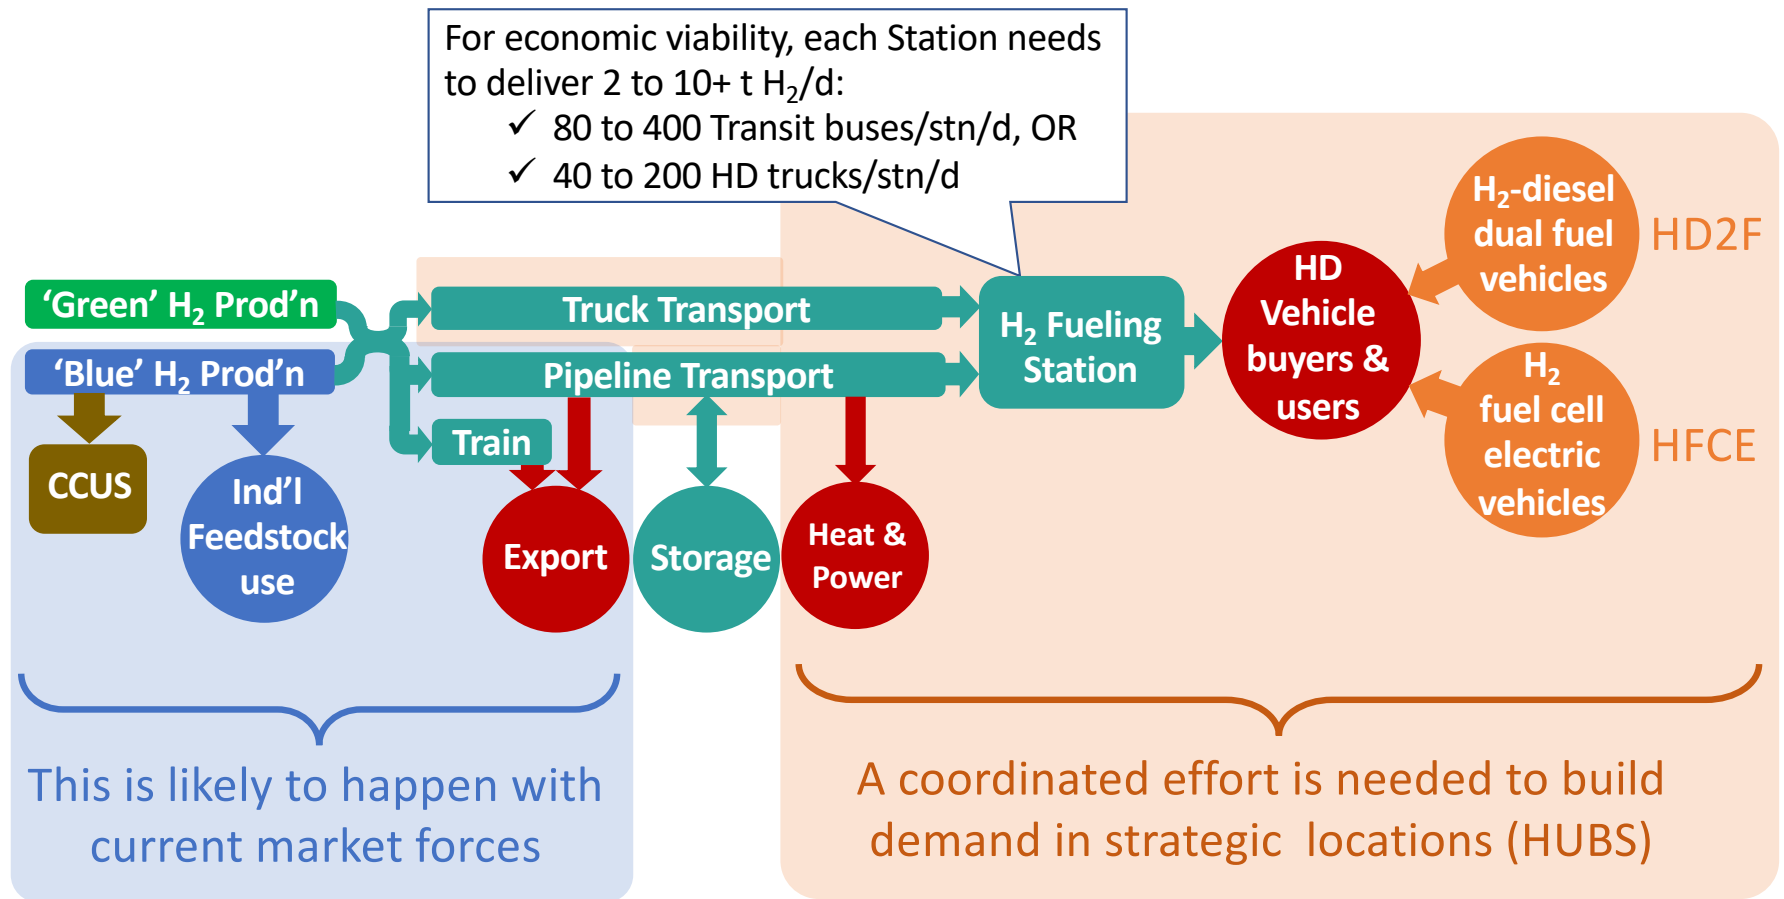 For economic viability, each Station needs
to deliver 2 to 10+ t H₂/d:
✓ 80 to 400 Transit buses/stn/d, OR
✓ 40 to 200 HD trucks/stn/d
‘Green’ H₂ Prod’n
‘Blue’ H₂ Prod’n
CCUS
Ind’l
Feedstock
use
Truck Transport
Pipeline Transport
Train
Export
Storage
Heat &
Power
H₂ Fueling
Station
HD
Vehicle
buyers &
users
H₂-diesel
dual fuel
vehicles
HD2F
H₂
fuel cell
electric
vehicles
HFCE
This is likely to happen with
current market forces
A coordinated effort is needed to build
demand in strategic locations (HUBS)